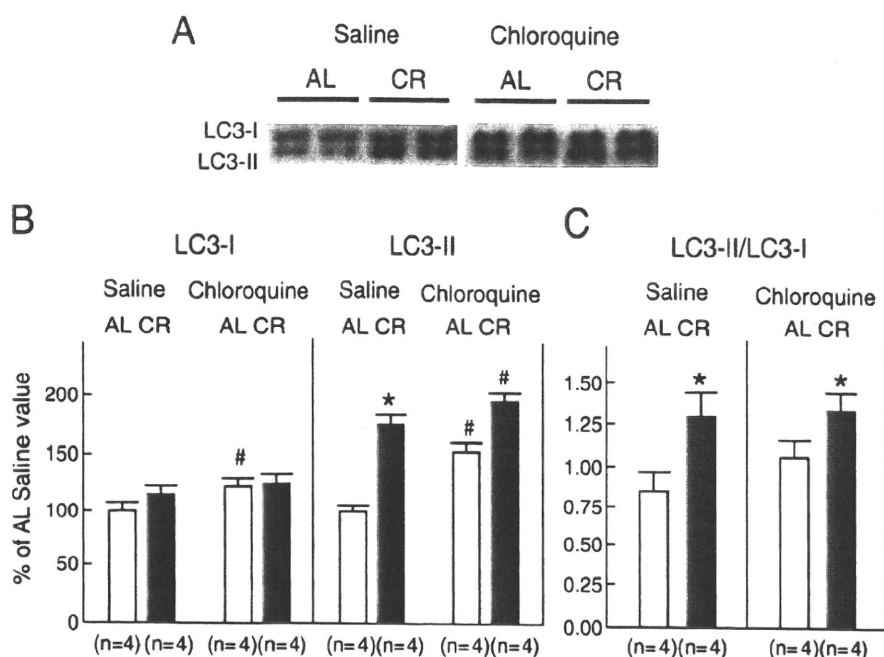 A
Saline Chloroquine
AL CR AL CR
LC3-I
LC3-II
B
LC3-I LC3-II
Saline Chloroquine Saline Chloroquine
AL CR AL CR AL CR AL CR
% of AL Saline value
200
150
100
50
0
# * # #
(n=4) (n=4) (n=4)(n=4) (n=4)(n=4) (n=4)(n=4)
C
LC3-II/LC3-I
Saline Chloroquine
AL CR AL CR
1.50
1.25
1.00
0.75
0.50
0.25
0.00
* *
(n=4)(n=4) (n=4)(n=4)